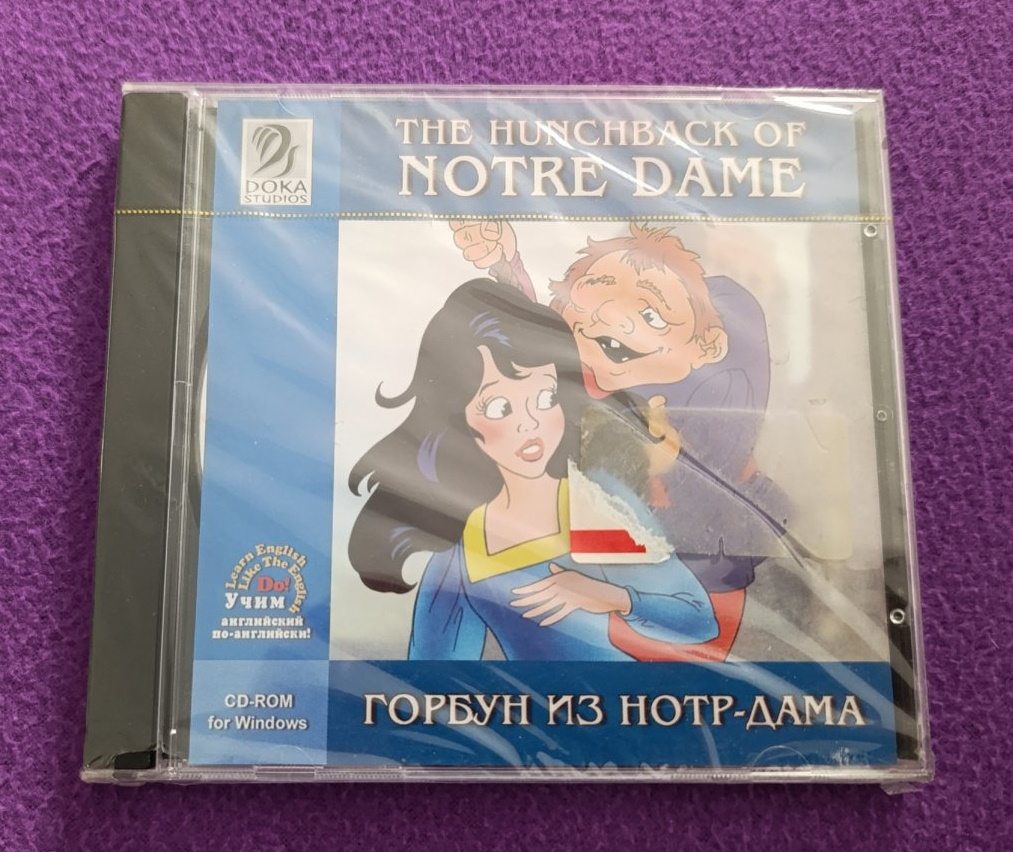 DOKA
STUDIOS
THE HUNCHBACK OF
NOTRE DAME
Learn English
Like The English
Do!
Учим
английский
по-английски!
CD-ROM
for Windows
ГОРБУН ИЗ НОТР-ДАМА